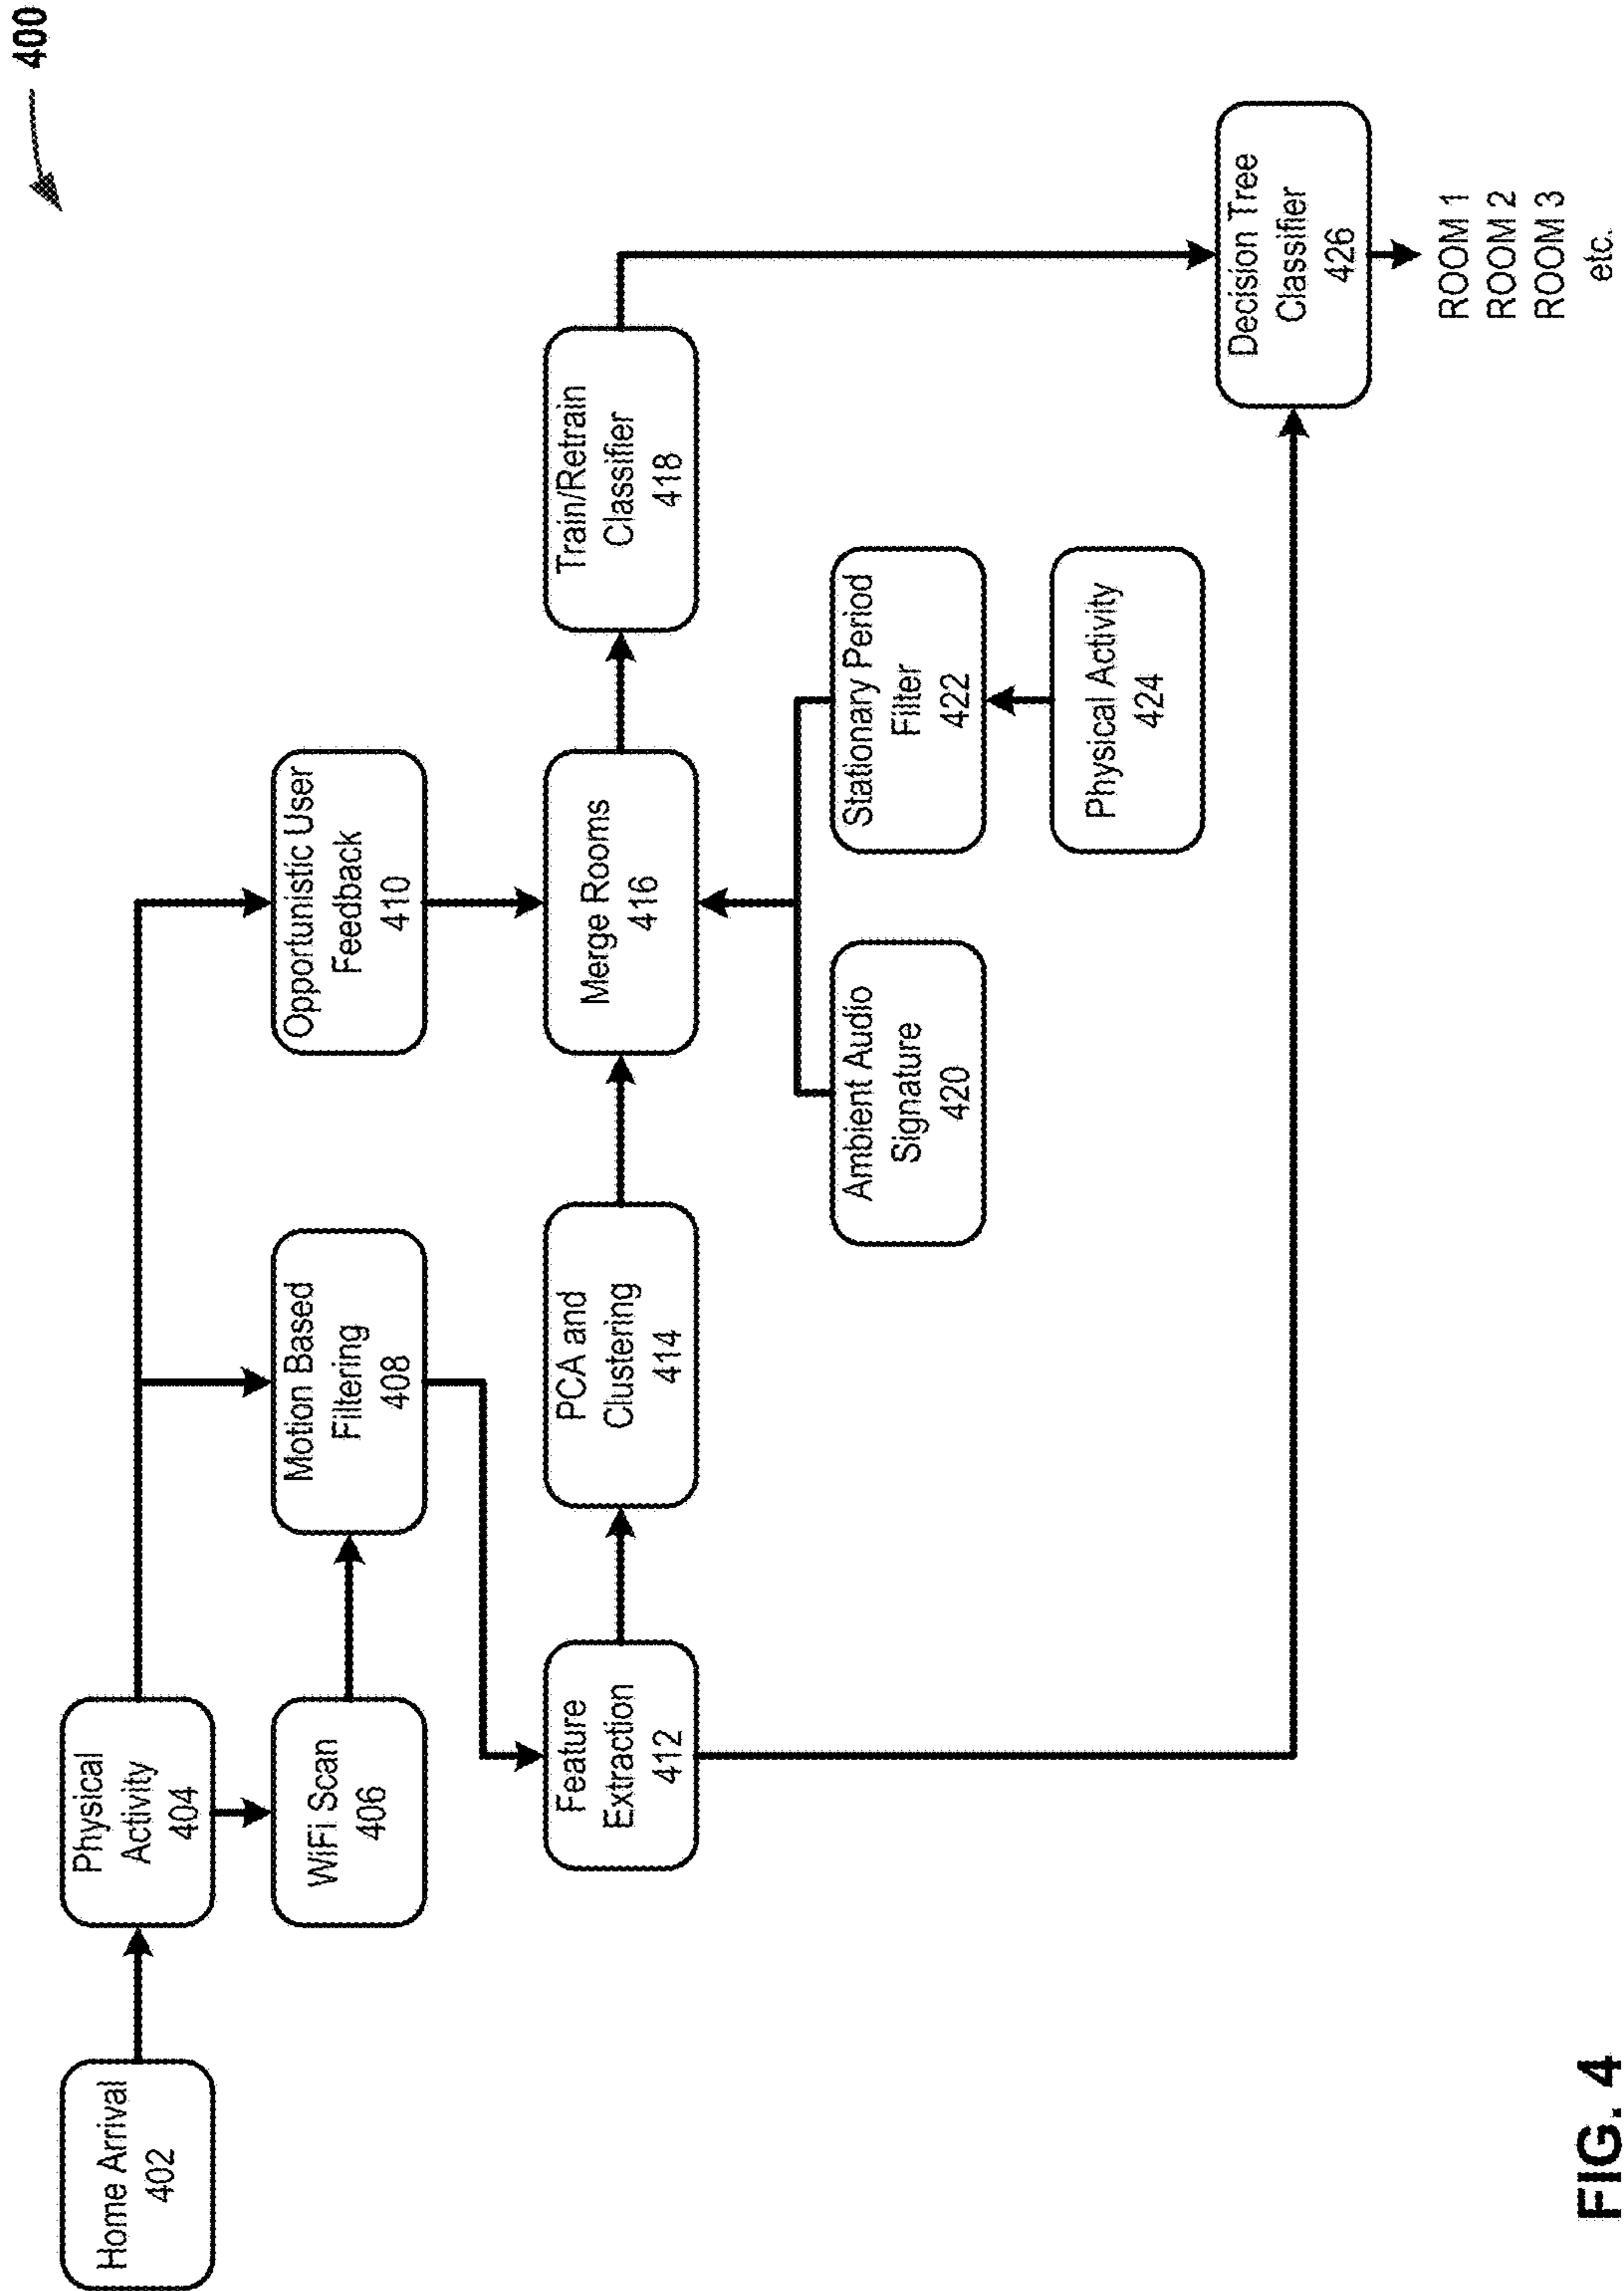 400
Home Arrival
402
Physical
Activity
404
WiFi Scan
406
Motion Based
Filtering
408
Opportunistic User
Feedback
410
Feature
Extraction
412
PCA and
Clustering
414
Merge Rooms
416
Train/Retrain
Classifier
418
Ambient Audio
Signature
420
Stationary Period
Filter
422
Physical Activity
424
Decision Tree
Classifier
426
ROOM 1
ROOM 2
ROOM 3
etc.
FIG. 4